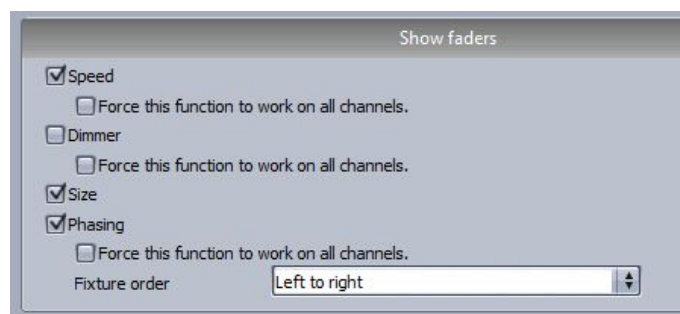 Show faders
Speed
Force this function to work on all channels.
Dimmer
Force this function to work on all channels.
Size
Phasing
Force this function to work on all channels.
Fixture order Left to right